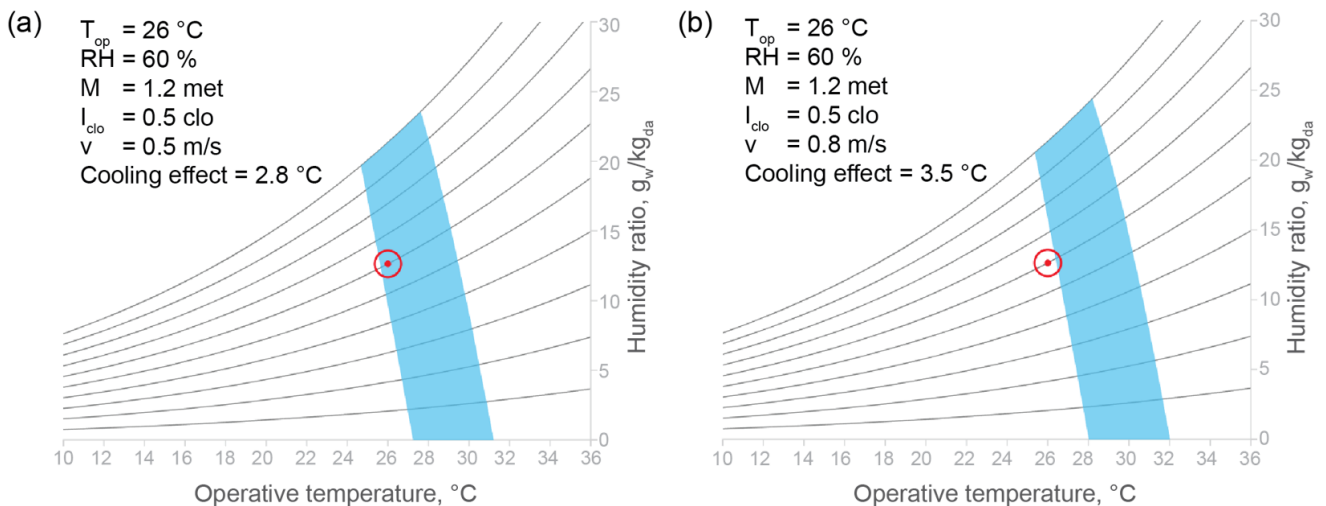 (a)
T_op = 26 °C
RH = 60 %
M = 1.2 met
I_clo = 0.5 clo
v = 0.5 m/s
Cooling effect = 2.8 °C
30
25
20
15
10
5
0
Humidity ratio, g_w/kg_da
10 12 14 16 18 20 22 24 26 28 30 32 34 36
Operative temperature, °C
(b)
T_op = 26 °C
RH = 60 %
M = 1.2 met
I_clo = 0.5 clo
v = 0.8 m/s
Cooling effect = 3.5 °C
30
25
20
15
10
5
0
Humidity ratio, g_w/kg_da
10 12 14 16 18 20 22 24 26 28 30 32 34 36
Operative temperature, °C